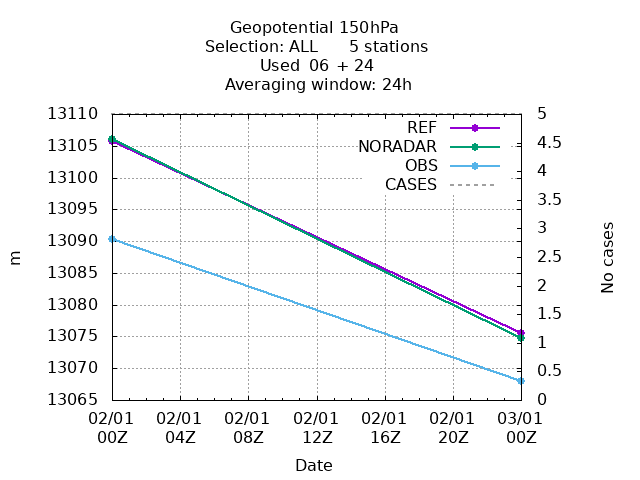 Geopotential 150hPa
Selection: ALL 5 stations
Used 06 + 24
Averaging window: 24h
13110
13105
13100
13095
13090
13085
13080
13075
13070
13065
m
5
4.5
4
3.5
3
2.5
2
1.5
1
0.5
0
No cases
REF
NORADAR
OBS
CASES
02/01 02/01 02/01 02/01 02/01 02/01 03/01
00Z 04Z 08Z 12Z 16Z 20Z 00Z
Date